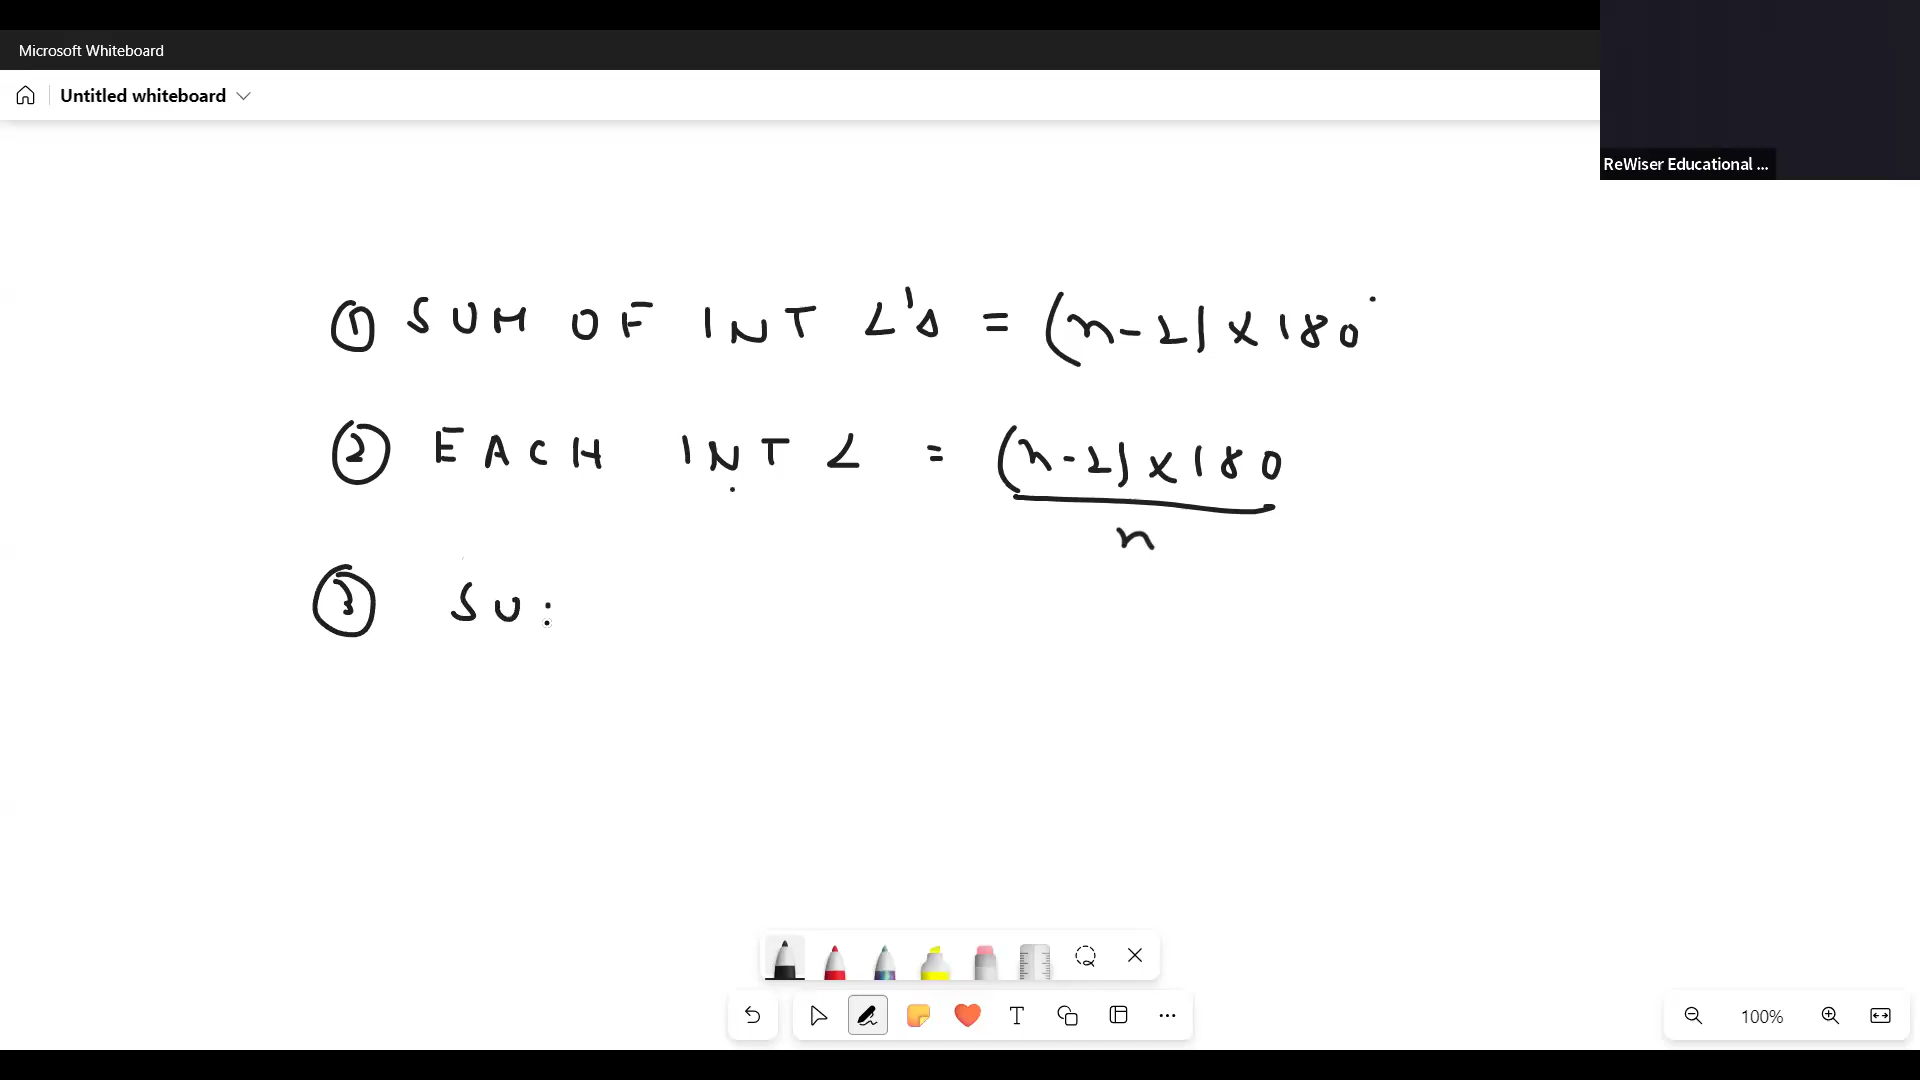 Microsoft Whiteboard
Untitled whiteboard
ReWiser Educational ...
① SUM OF INT ∠'s = (n-2) × 180°
② EACH INT ∠ = (n-2) × 180
n
③ SU
100%